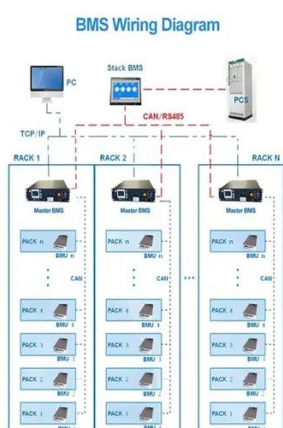 BMS Wiring Diagram
Stack BMS
PC
PCS
CAN/RS485
TCP/IP
RACK 1
RACK 2
RACK N
Master BMS
Master BMS
Master BMS
PACK n
PACK n
PACK n
BMU n
BMU n
BMU n
CAN
CAN
CAN
PACK 4
PACK 4
PACK 4
BMU 4
BMU 4
BMU 4
PACK 3
PACK 3
PACK 3
BMU 3
BMU 3
BMU 3
PACK 2
PACK 2
PACK 2
BMU 2
BMU 2
BMU 2
PACK 1
PACK 1
PACK 1